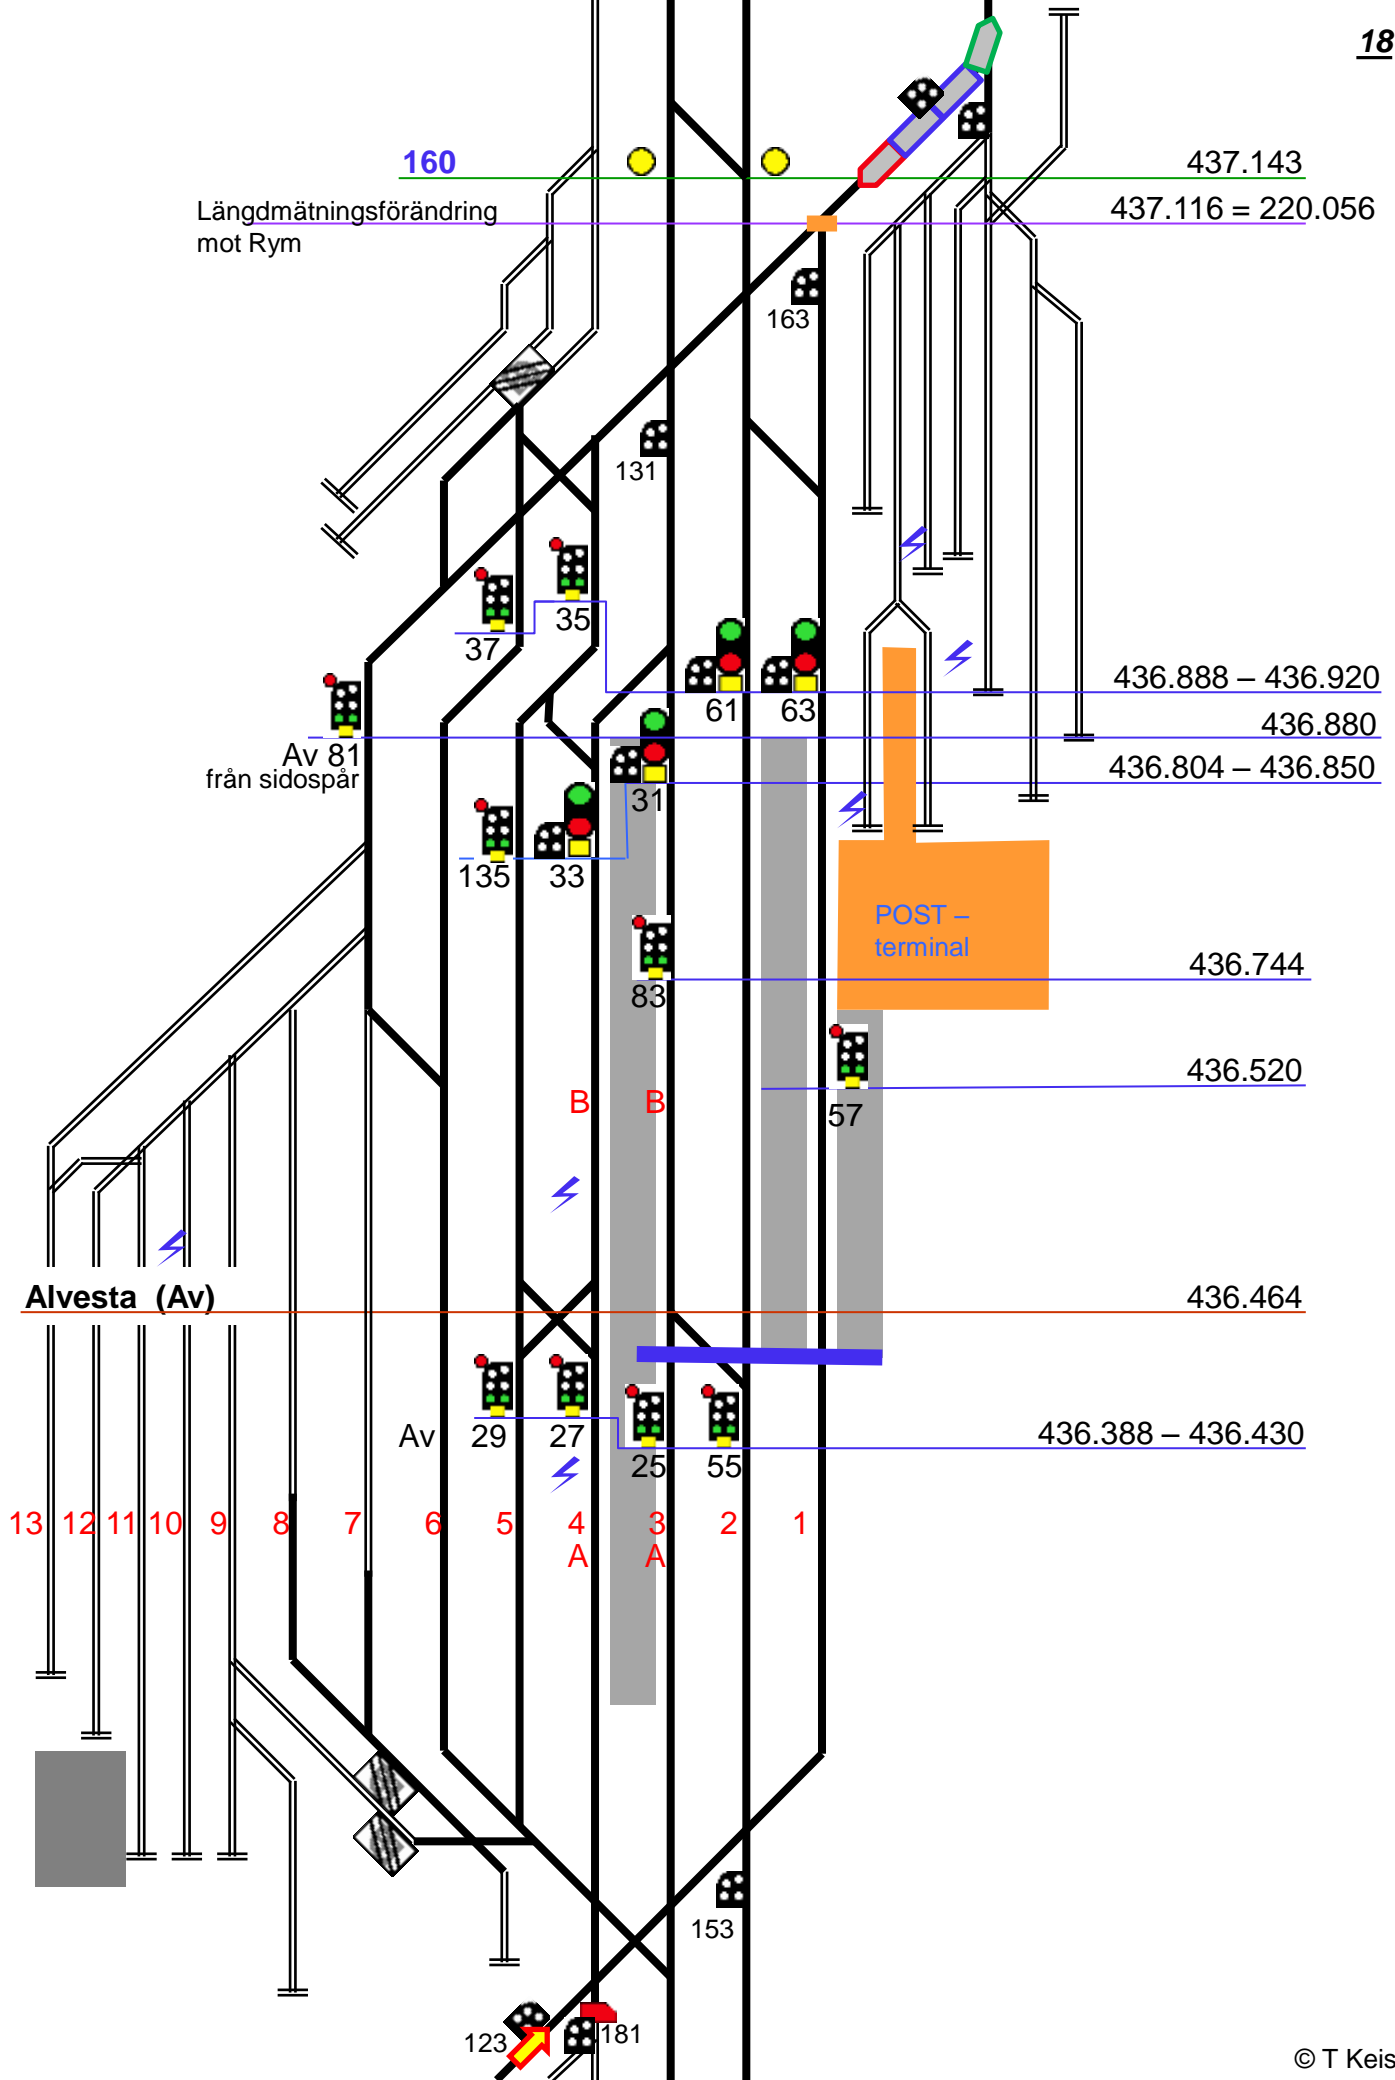 18
160
437.143
Längdmätningsförändring
mot Rym
437.116 = 220.056
163
131
35
37
436.888 – 436.920
61
63
436.880
Av 81
från sidospår
436.804 – 436.850
31
135
33
POST –
terminal
436.744
83
436.520
57
B
B
Alvesta (Av)
436.464
Av
29
27
25
55
436.388 – 436.430
13
12
11
10
9
8
7
6
5
4
3
2
1
A
A
153
123
181
© T Keis